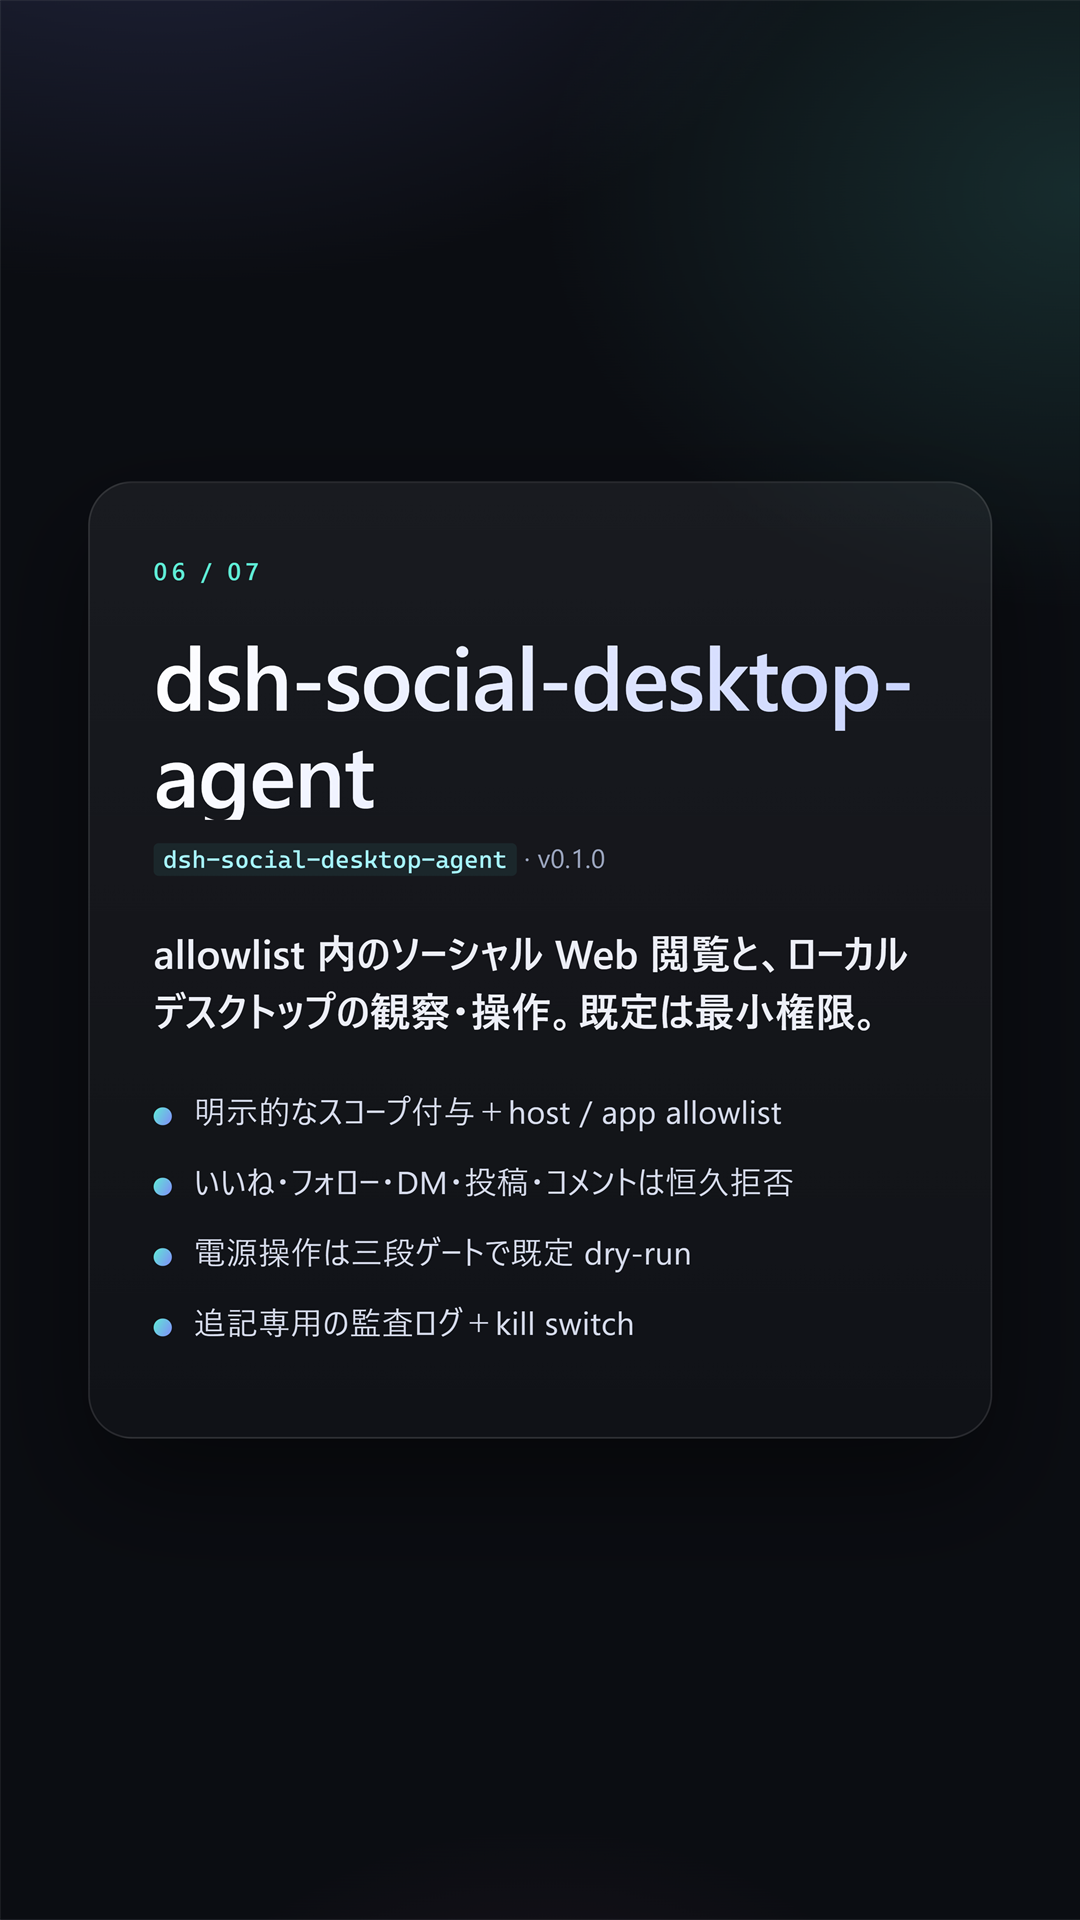 06 / 07
dsh-social-desktop-
agent
dsh-social-desktop-agent · v0.1.0
allowlist 内のソーシャル Web 閲覧と、ローカル
デスクトップの観察・操作。既定は最小権限。
明示的なスコープ付与＋host / app allowlist
いいね・フォロー・DM・投稿・コメントは恒久拒否
電源操作は三段ゲートで既定 dry-run
追記専用の監査ログ＋kill switch